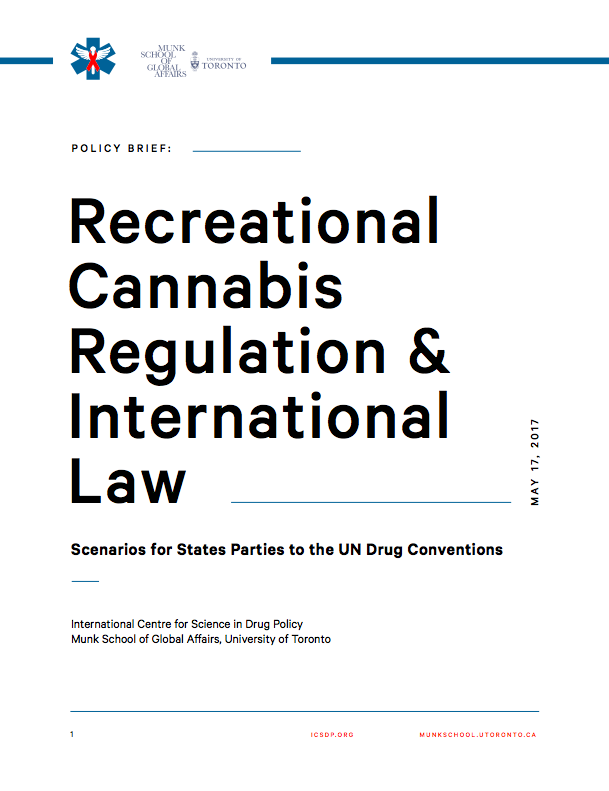 MUNK
SCHOOL
OF
GLOBAL
AFFAIRS
UNIVERSITY OF
TORONTO
POLICY BRIEF:
Recreational
Cannabis
Regulation &
International
Law
MAY 17, 2017
Scenarios for States Parties to the UN Drug Conventions
International Centre for Science in Drug Policy
Munk School of Global Affairs, University of Toronto
1 ICSDP.ORG MUNKSCHOOL.UTORONTO.CA